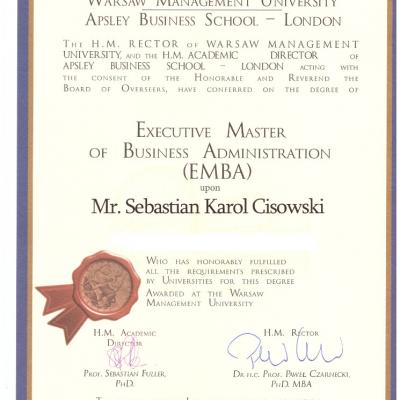 WARSAW MANAGEMENT UNIVERSITY
APSLEY BUSINESS SCHOOL – LONDON
THE H.M. RECTOR OF WARSAW MANAGEMENT
UNIVERSITY, AND THE H.M. ACADEMIC DIRECTOR OF
APSLEY BUSINESS SCHOOL – LONDON ACTING WITH
THE CONSENT OF THE HONORABLE AND REVEREND THE
BOARD OF OVERSEERS, HAVE CONFERRED ON THE DEGREE OF
EXECUTIVE MASTER
OF BUSINESS ADMINISTRATION
(EMBA)
upon
Mr. Sebastian Karol Cisowski
WHO HAS HONORABLY FULFILLED
ALL THE REQUIREMENTS PRESCRIBED
BY UNIVERSITIES FOR THIS DEGREE
AWARDED AT THE WARSAW
MANAGEMENT UNIVERSITY
H.M. ACADEMIC DIRECTOR
H.M. RECTOR
PROF. SEBASTIAN FULLER, PH.D.
DR H.C. PROF. PAWEŁ CZARNECKI, PH.D. MBA